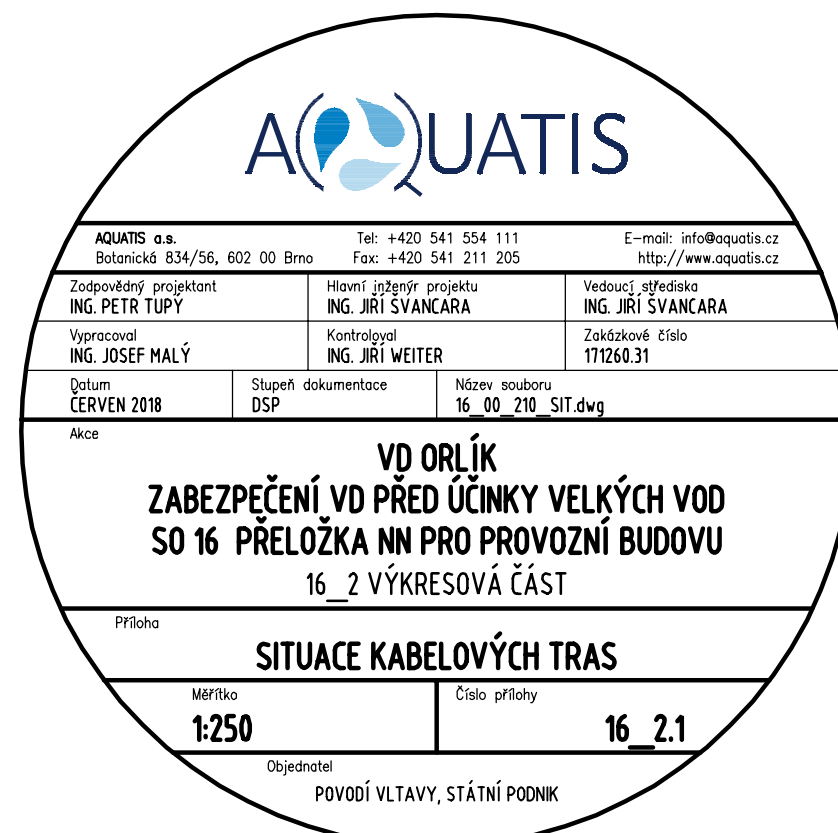 AQUATIS
AQUATIS a.s. Tel: +420 541 554 111 E-mail: info@aquatis.cz
Botanická 834/56, 602 00 Brno Fax: +420 541 211 205 http://www.aquatis.cz
Zodpovědný projektant Hlavní inženýr projektu Vedoucí střediska
ING. PETR TUPÝ ING. JIŘÍ ŠVANCARA ING. JIŘÍ ŠVANCARA
Vypracoval Kontroloval Zakázkové číslo
ING. JOSEF MALÝ ING. JIŘÍ WEITER 171260.31
Datum Stupeň dokumentace Název souboru
ČERVEN 2018 DSP 16_00_210_SIT.dwg
Akce
VD ORLÍK
ZABEZPEČENÍ VD PŘED ÚČINKY VELKÝCH VOD
SO 16 PŘELOŽKA NN PRO PROVOZNÍ BUDOVU
16_2 VÝKRESOVÁ ČÁST
Příloha
SITUACE KABELOVÝCH TRAS
Měřítko Číslo přílohy
1:250 16_2.1
Objednatel
POVODÍ VLTAVY, STÁTNÍ PODNIK